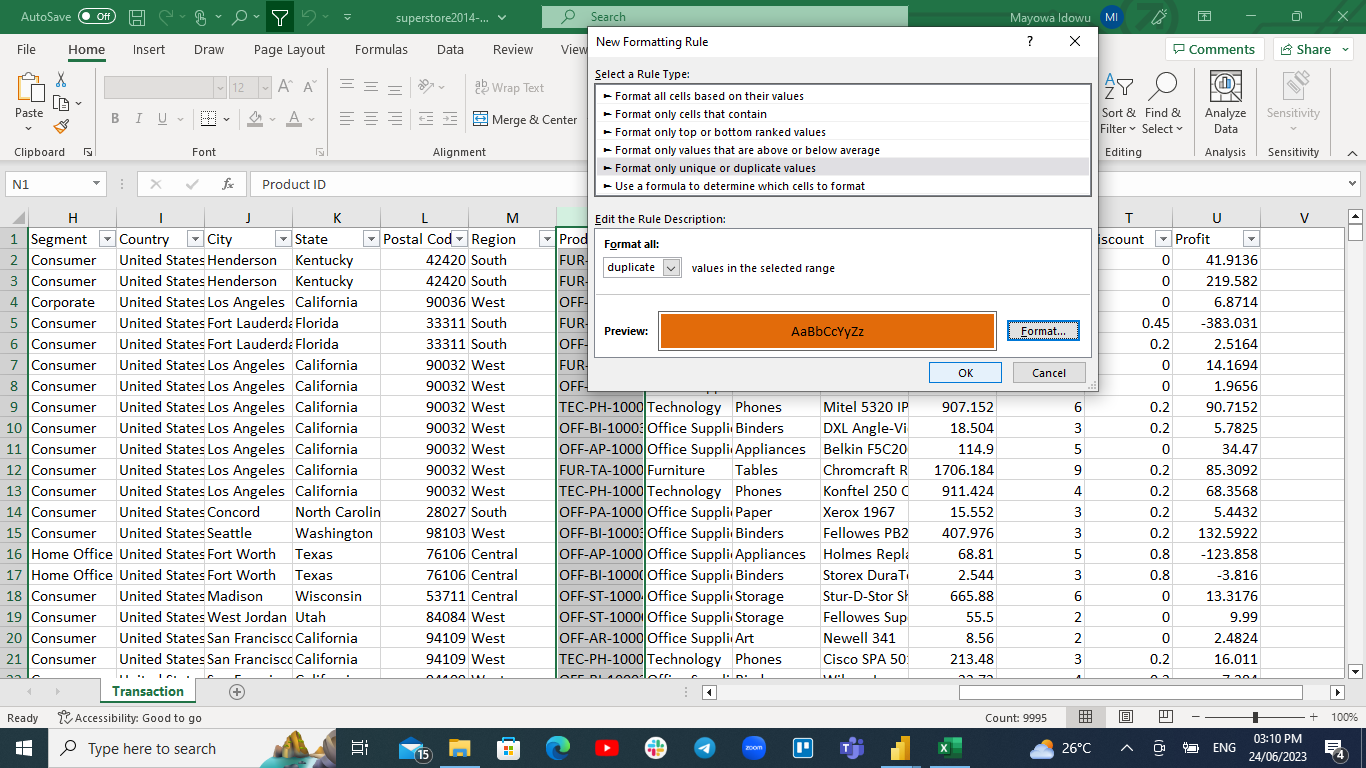 AutoSave Off superstore2014-... Search Mayowa Idowu MI
File Home Insert Draw Page Layout Formulas Data Review View Comments Share
Paste 12 Wrap Text Merge & Center Sort & Filter Find & Select Analyze Data Sensitivity
Clipboard Font Alignment Editing Analysis Sensitivity
New Formatting Rule ?
Select a Rule Type:
► Format all cells based on their values
► Format only cells that contain
► Format only top or bottom ranked values
► Format only values that are above or below average
► Format only unique or duplicate values
► Use a formula to determine which cells to format
Edit the Rule Description:
Format all:
duplicate values in the selected range
Preview: AaBbCcYyZz Format...
OK Cancel
N1 fx Product ID
H I J K L M T U V
1 Segment Country City State Postal Cod Region Prod iscount Profit
2 Consumer United States Henderson Kentucky 42420 South FUR- 0 41.9136
3 Consumer United States Henderson Kentucky 42420 South FUR- 0 219.582
4 Corporate United States Los Angeles California 90036 West OFF- 0 6.8714
5 Consumer United States Fort Lauderda Florida 33311 South FUR- 0.45 -383.031
6 Consumer United States Fort Lauderda Florida 33311 South OFF- 0.2 2.5164
7 Consumer United States Los Angeles California 90032 West FUR- 0 14.1694
8 Consumer United States Los Angeles California 90032 West OFF- 0 1.9656
9 Consumer United States Los Angeles California 90032 West TEC-PH-1000 Technology Phones Mitel 5320 IP 907.152 6 0.2 90.7152
10 Consumer United States Los Angeles California 90032 West OFF-BI-10003 Office Suppli Binders DXL Angle-Vi 18.504 3 0.2 5.7825
11 Consumer United States Los Angeles California 90032 West OFF-AP-1000 Office Suppli Appliances Belkin F5C20 114.9 5 0 34.47
12 Consumer United States Los Angeles California 90032 West FUR-TA-1000 Furniture Tables Chromcraft R 1706.184 9 0.2 85.3092
13 Consumer United States Los Angeles California 90032 West TEC-PH-1000 Technology Phones Konftel 250 C 911.424 4 0.2 68.3568
14 Consumer United States Concord North Carolin 28027 South OFF-PA-1000 Office Suppli Paper Xerox 1967 15.552 3 0.2 5.4432
15 Consumer United States Seattle Washington 98103 West OFF-BI-10003 Office Suppli Binders Fellowes PB2 407.976 3 0.2 132.5922
16 Home Office United States Fort Worth Texas 76106 Central OFF-AP-1000 Office Suppli Appliances Holmes Repla 68.81 5 0.8 -123.858
17 Home Office United States Fort Worth Texas 76106 Central OFF-BI-10000 Office Suppli Binders Storex DuraTe 2.544 3 0.8 -3.816
18 Consumer United States Madison Wisconsin 53711 Central OFF-ST-10004 Office Suppli Storage Stur-D-Stor Sh 665.88 6 0 13.3176
19 Consumer United States West Jordan Utah 84084 West OFF-ST-1000 Office Suppli Storage Fellowes Sup 55.5 2 0 9.99
20 Consumer United States San Francisco California 94109 West OFF-AR-1000 Office Suppli Art Newell 341 8.56 2 0 2.4824
21 Consumer United States San Francisco California 94109 West TEC-PH-1000 Technology Phones Cisco SPA 50 213.48 3 0.2 16.011
Transaction
Ready Accessibility: Good to go Count: 9995 100%
Type here to search 15 zoom 26°C ENG 03:10 PM 4
24/06/2023